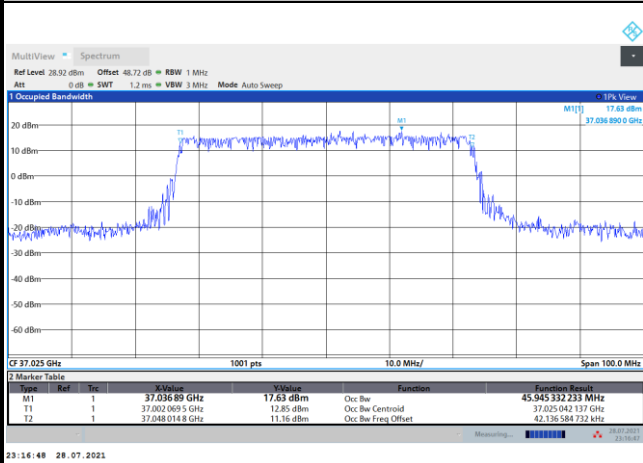 MultiView Spectrum
Ref Level 28.92 dBm Offset 48.72 dB RBW 1 MHz
Att 0 dB SWT 1.2 ms VBW 3 MHz Mode Auto Sweep
1 Occupied Bandwidth 1Pk View
M1[1] 17.63 dBm
37.036 890 0 GHz
M1
T1
T2
20 dBm
10 dBm
0 dBm
-10 dBm
-20 dBm
-30 dBm
-40 dBm
-50 dBm
-60 dBm
CF 37.025 GHz 1001 pts 10.0 MHz/ Span 100.0 MHz
2 Marker Table
Type Ref Trc X-Value Y-Value Function Function Result
M1 1 37.036 89 GHz 17.63 dBm Occ Bw 45.945 332 233 MHz
T1 1 37.002 069 5 GHz 12.85 dBm Occ Bw Centroid 37.025 042 137 GHz
T2 1 37.048 014 8 GHz 11.16 dBm Occ Bw Freq Offset 42.136 584 732 kHz
Measuring... 28.07.2021
23:16:47
23:16:48 28.07.2021